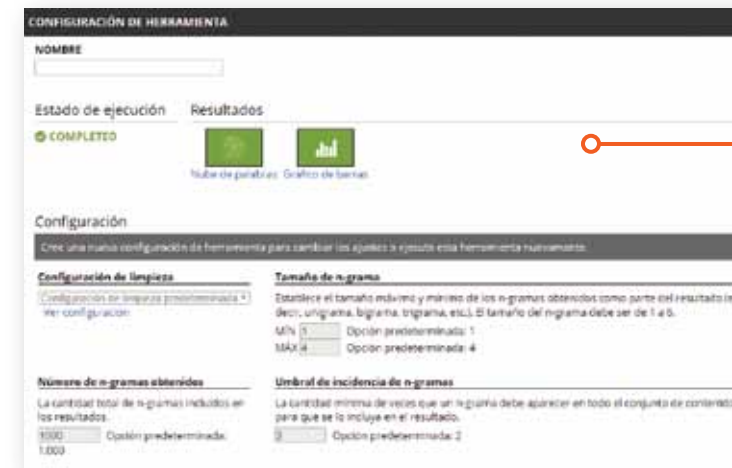 CONFIGURACIÓN DE HERRAMIENTA
NOMBRE
Estado de ejecución Resultados
COMPLETO
Nube de palabras Gráfico de barras
Configuración
Cree una nueva configuración de herramienta para cambiar los ajustes o ejecute esta herramienta nuevamente.
Configuración de limpieza
Configuración de limpieza predeterminada
Ver configuración
Tamaño de n-grama
Establece el tamaño máximo y mínimo de los n-gramas obtenidos como parte del resultado (es
decir, unigrama, bigrama, trigrama, etc.). El tamaño del n-grama debe ser de 1 a 6.
MÍN 1 Opción predeterminada: 1
MÁX 4 Opción predeterminada: 4
Número de n-gramas obtenidos
La cantidad total de n-gramas incluidos en
los resultados.
1000 Opción predeterminada:
1.000
Umbral de incidencia de n-gramas
La cantidad mínima de veces que un n-grama debe aparecer en todo el conjunto de contenido
para que se lo incluya en el resultado.
2 Opción predeterminada: 2